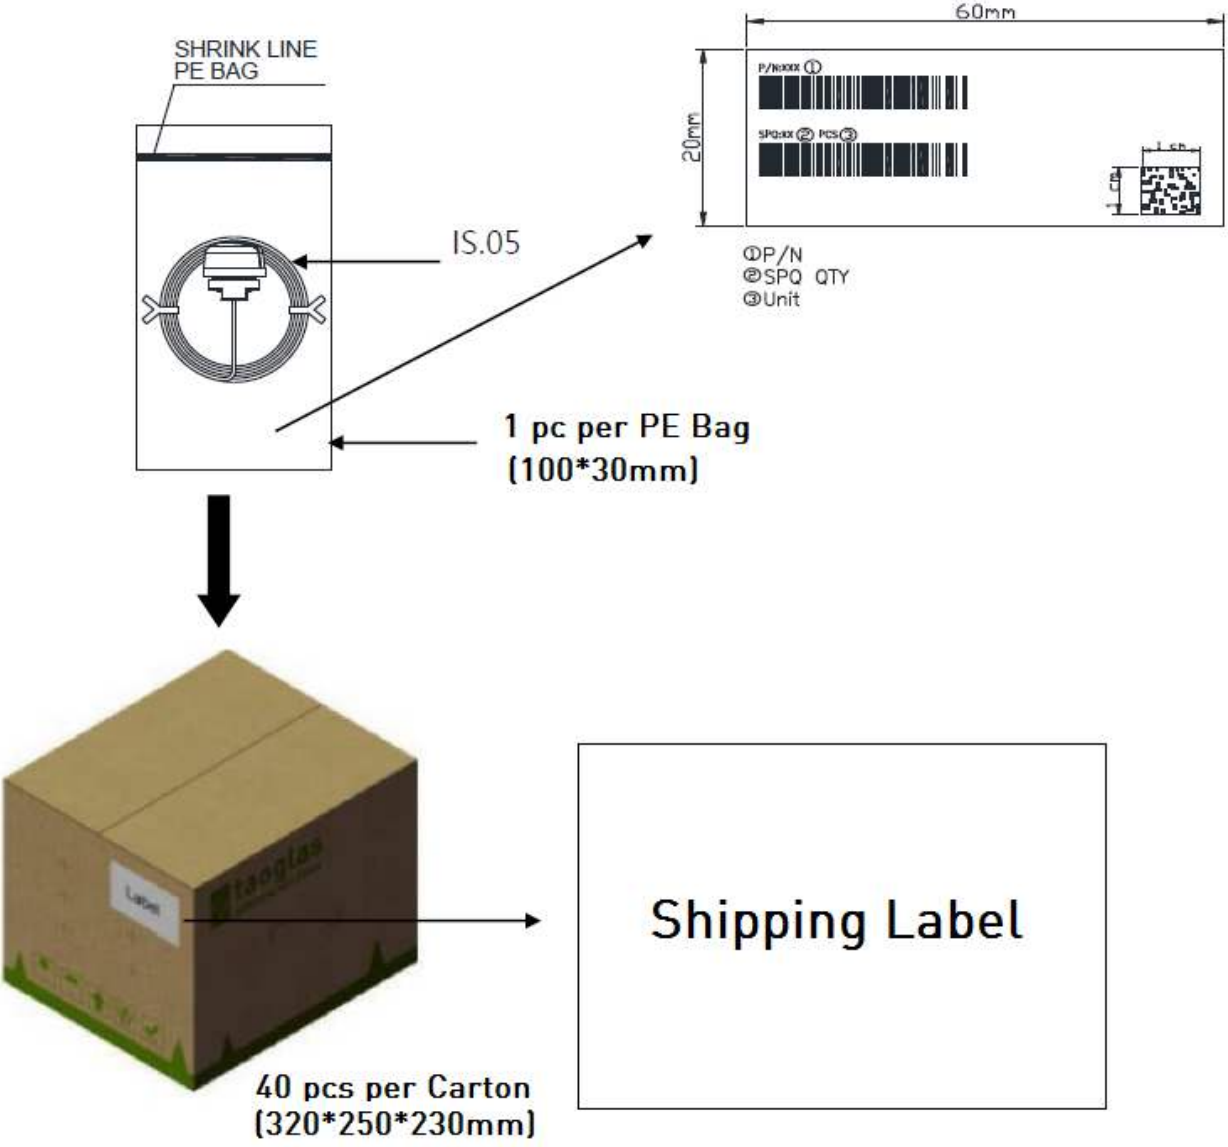 SHRINK LINE
PE BAG
IS.05
1 pc per PE Bag
(100*30mm)
60mm
20mm
P/N:XXX ①
SPQ:XX ② PCS③
1 cm
1 cm
①P/N
②SPQ QTY
③Unit
Label
taoglas
40 pcs per Carton
(320*250*230mm)
Shipping Label